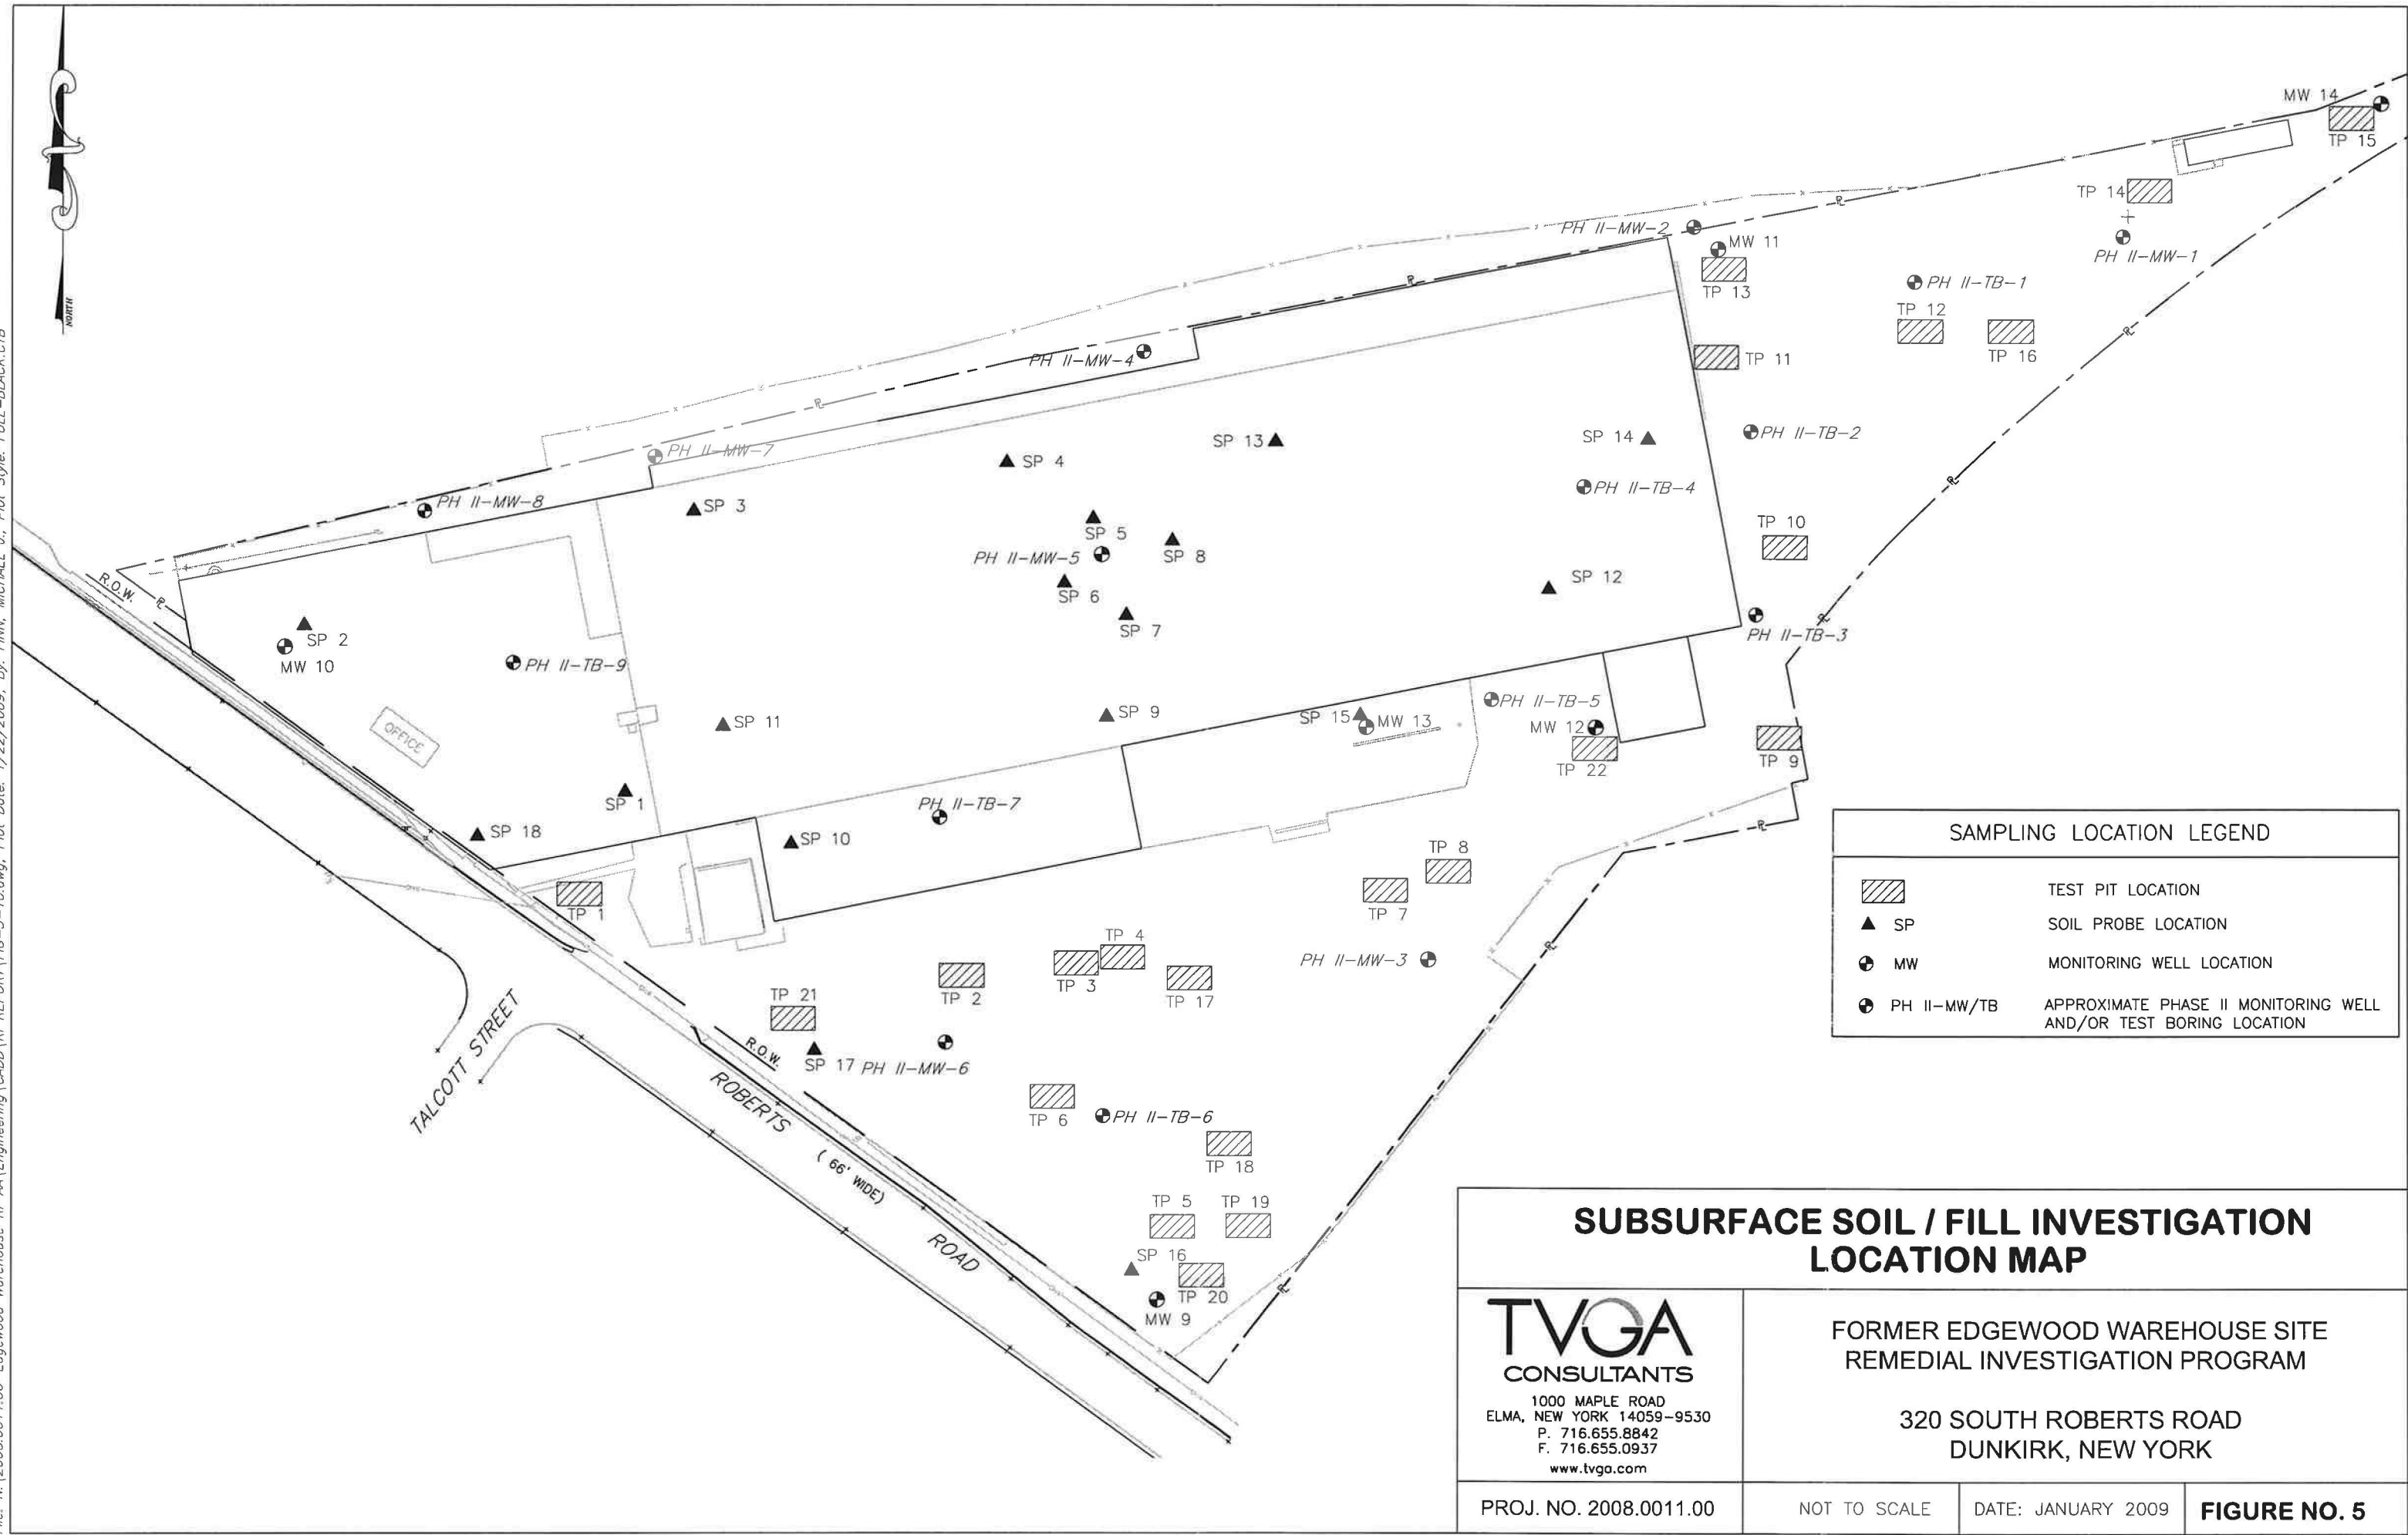 NORTH
MW 14
TP 15
TP 14
PH II-MW-1
PH II-MW-2
MW 11
TP 13
PH II-TB-1
TP 12
TP 16
TP 11
PH II-MW-4
PH II-TB-2
SP 13
SP 14
PH II-MW-7
SP 4
PH II-TB-4
PH II-MW-8
SP 3
SP 5
TP 10
PH II-MW-5
SP 8
SP 6
SP 12
SP 7
PH II-TB-3
R.O.W.
SP 2
MW 10
PH II-TB-9
PH II-TB-5
SP 11
SP 9
SP 15
MW 13
MW 12
TP 22
TP 9
OFFICE
SP 1
PH II-TB-7
SP 18
SP 10
TP 8
TP 7
TP 1
TP 4
TP 3
TP 17
PH II-MW-3
TP 2
TP 21
R.O.W.
SP 17
PH II-MW-6
TALCOTT STREET
ROBERTS
( 66' WIDE)
ROAD
TP 6
PH II-TB-6
TP 18
TP 5
TP 19
SP 16
TP 20
MW 9
SAMPLING LOCATION LEGEND
TEST PIT LOCATION
SP SOIL PROBE LOCATION
MW MONITORING WELL LOCATION
PH II-MW/TB APPROXIMATE PHASE II MONITORING WELL
AND/OR TEST BORING LOCATION
SUBSURFACE SOIL / FILL INVESTIGATION
LOCATION MAP
TVGA
CONSULTANTS
1000 MAPLE ROAD
ELMA, NEW YORK 14059-9530
P. 716.655.8842
F. 716.655.0937
www.tvga.com
FORMER EDGEWOOD WAREHOUSE SITE
REMEDIAL INVESTIGATION PROGRAM
320 SOUTH ROBERTS ROAD
DUNKIRK, NEW YORK
PROJ. NO. 2008.0011.00
NOT TO SCALE
DATE: JANUARY 2009
FIGURE NO. 5